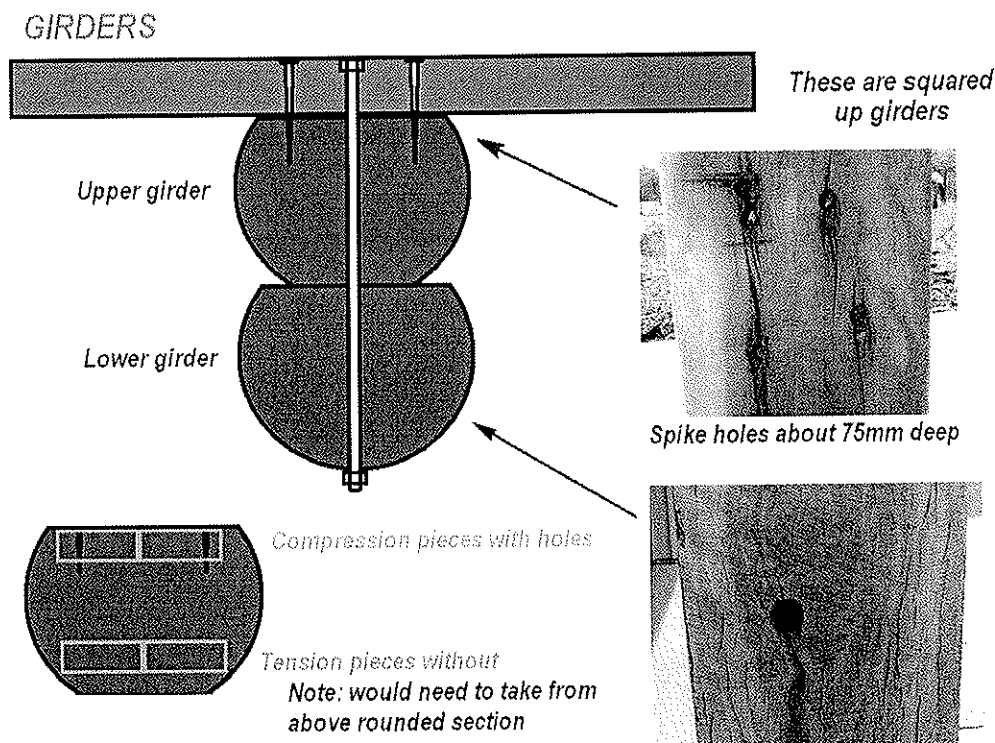 GIRDERS
These are squared
up girders
Upper girder
Lower girder
Spike holes about 75mm deep
Compression pieces with holes
Tension pieces without
Note: would need to take from
above rounded section